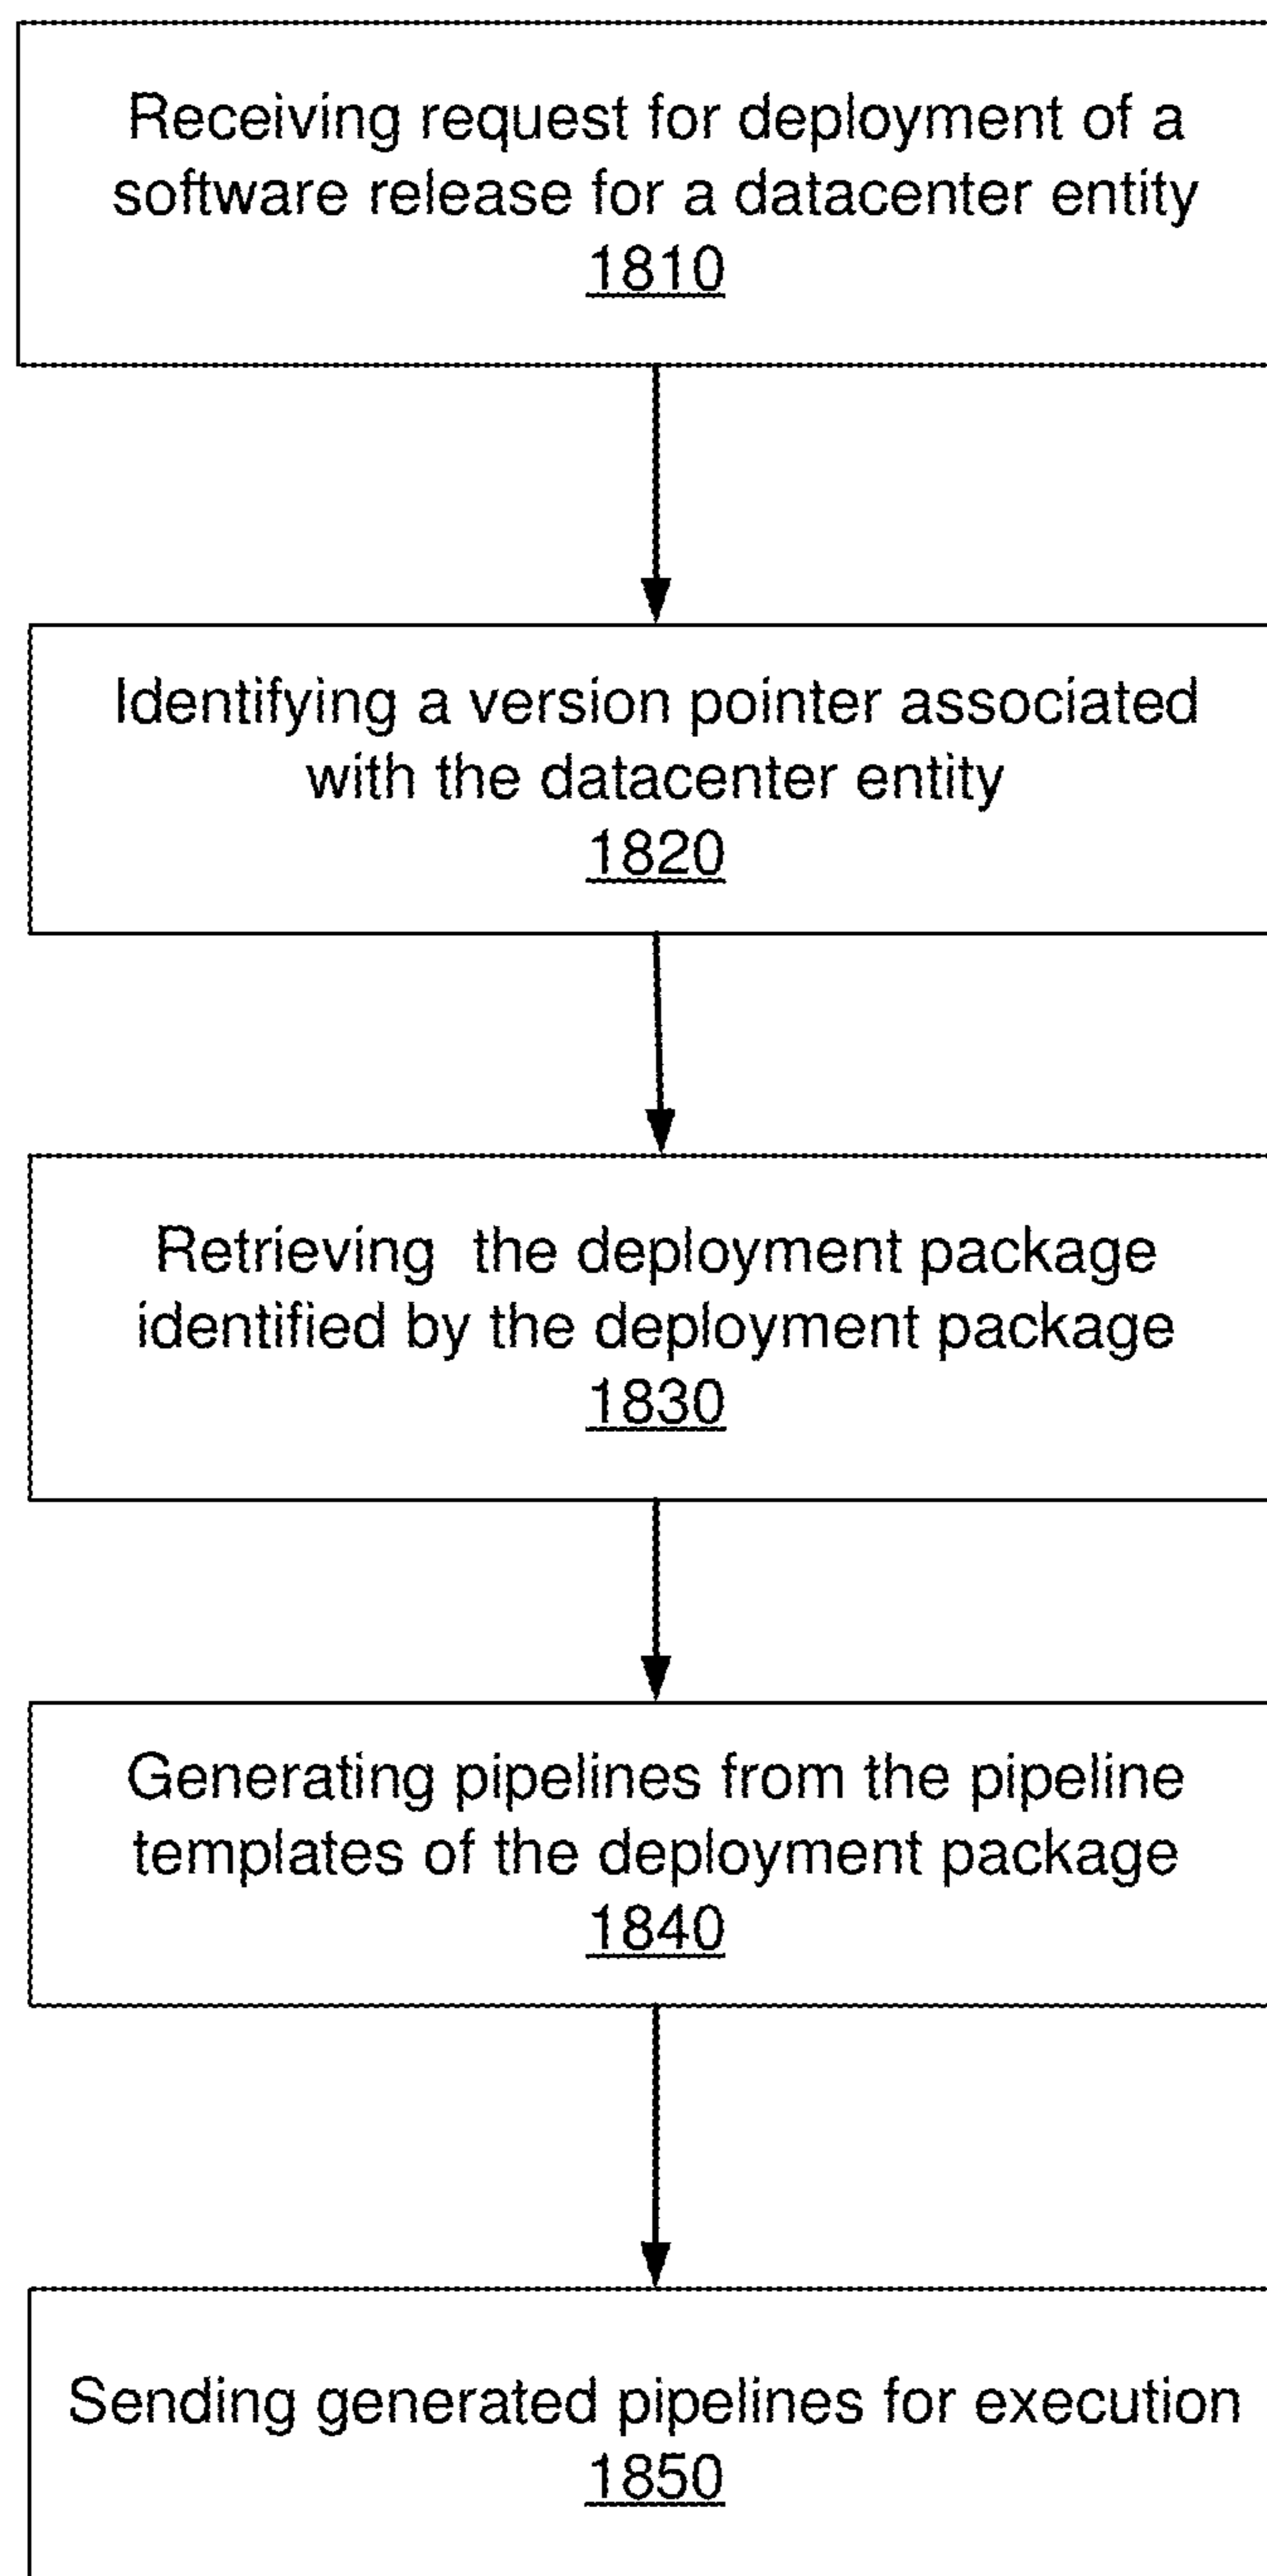 Receiving request for deployment of a
software release for a datacenter entity
1810
Identifying a version pointer associated
with the datacenter entity
1820
Retrieving  the deployment package
identified by the deployment package
1830
Generating pipelines from the pipeline
templates of the deployment package
1840
Sending generated pipelines for execution
1850